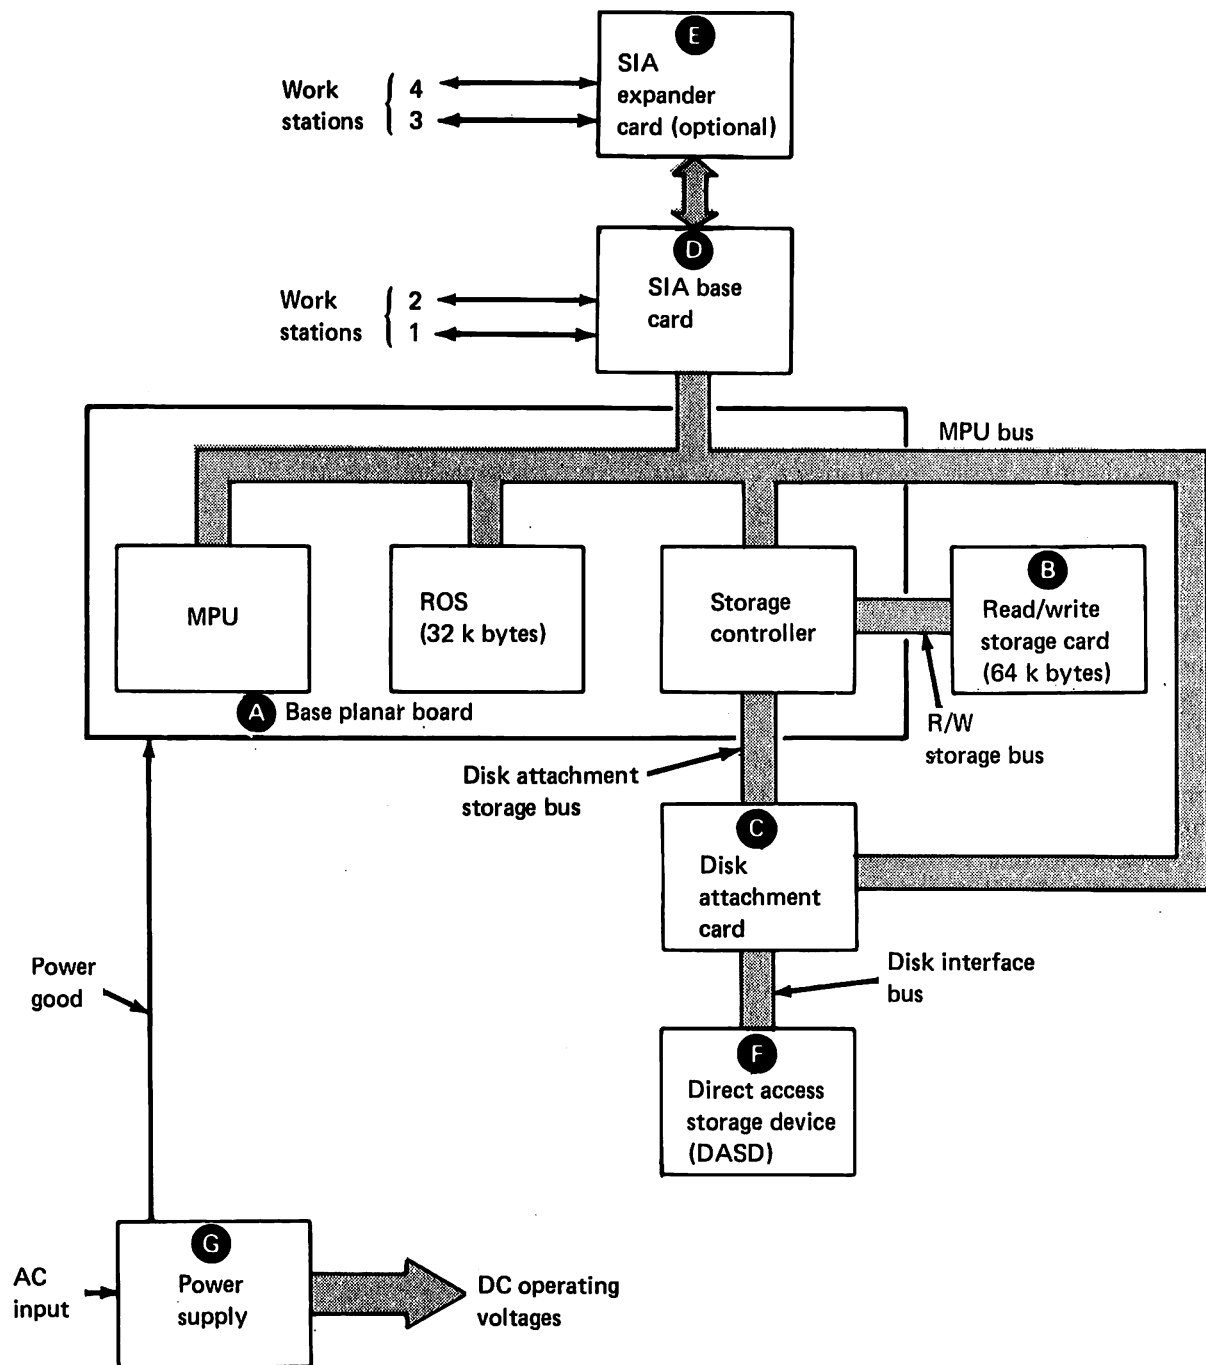 E
SIA
expander
card (optional)
Work
stations
4
3
D
SIA base
card
Work
stations
2
1
MPU bus
MPU
ROS
(32 k bytes)
Storage
controller
B
Read/write
storage card
(64 k bytes)
A Base planar board
R/W
storage bus
Disk attachment
storage bus
C
Disk
attachment
card
Power
good
Disk interface
bus
F
Direct access
storage device
(DASD)
G
Power
supply
AC
input
DC operating
voltages